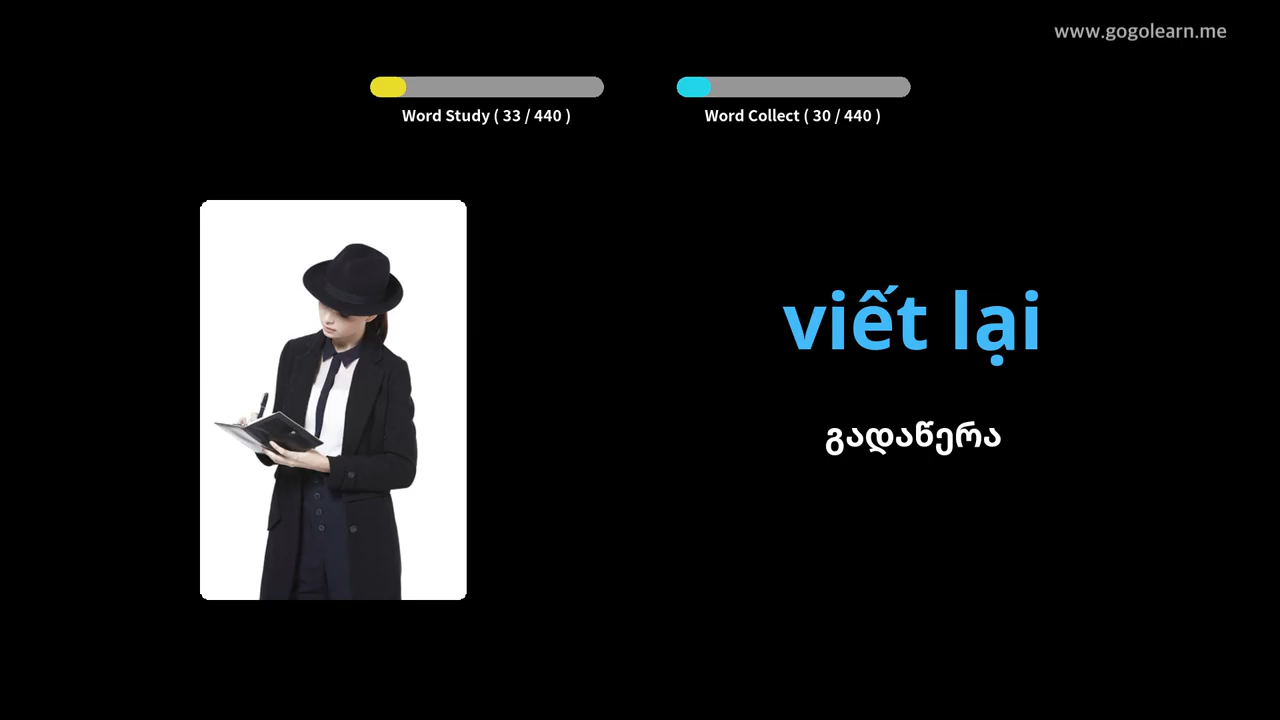 www.gogolearn.me
Word Study ( 33 / 440 )
Word Collect ( 30 / 440 )
viết lại
გადაწერა